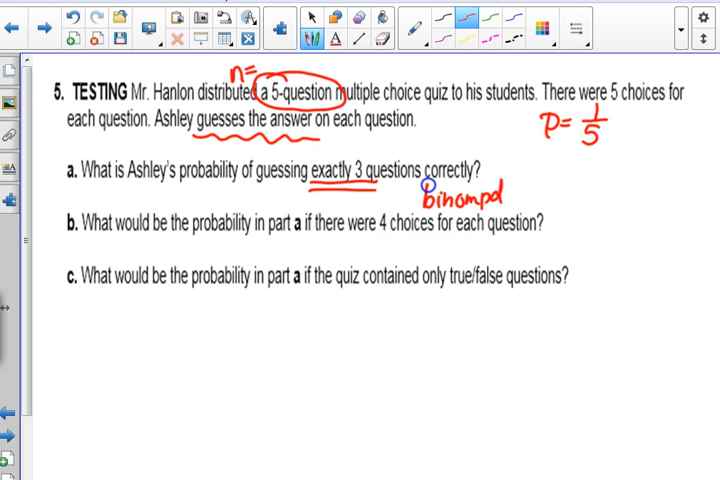 n=
5. TESTING Mr. Hanlon distributed a 5-question multiple choice quiz to his students. There were 5 choices for
each question. Ashley guesses the answer on each question.
p= 1/5
a. What is Ashley's probability of guessing exactly 3 questions correctly?
binompd
b. What would be the probability in part a if there were 4 choices for each question?
c. What would be the probability in part a if the quiz contained only true/false questions?